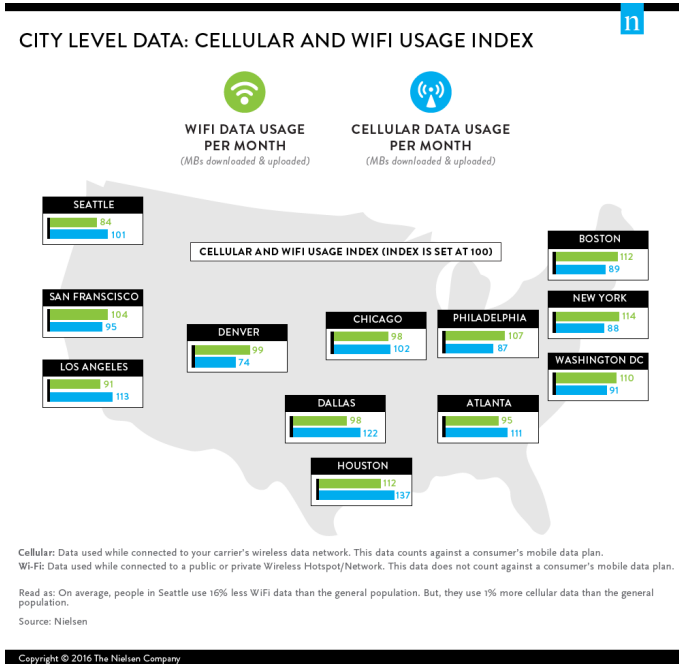 n
CITY LEVEL DATA: CELLULAR AND WIFI USAGE INDEX
WIFI DATA USAGE
PER MONTH
(MBs downloaded & uploaded)
CELLULAR DATA USAGE
PER MONTH
(MBs downloaded & uploaded)
CELLULAR AND WIFI USAGE INDEX (INDEX IS SET AT 100)
SEATTLE
84
101
SAN FRANSCISCO
104
95
LOS ANGELES
91
113
DENVER
99
74
CHICAGO
98
102
DALLAS
98
122
HOUSTON
112
137
PHILADELPHIA
107
87
ATLANTA
95
111
BOSTON
112
89
NEW YORK
114
88
WASHINGTON DC
110
91
Cellular: Data used while connected to your carrier's wireless data network. This data counts against a consumer's mobile data plan.
Wi-Fi: Data used while connected to a public or private Wireless Hotspot/Network. This data does not count against a consumer's mobile data plan.
Read as: On average, people in Seattle use 16% less WiFi data than the general population. But, they use 1% more cellular data than the general
population.
Source: Nielsen
Copyright © 2016 The Nielsen Company